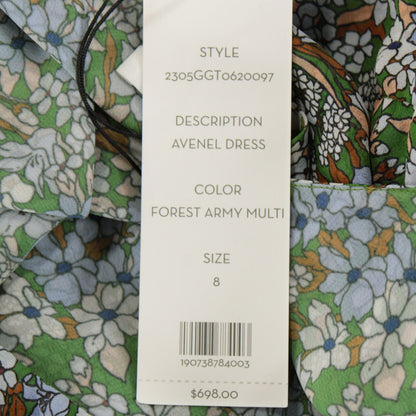 STYLE
2305GGT0620097
DESCRIPTION
AVENEL DRESS
COLOR
FOREST ARMY MULTI
SIZE
8
190738784003
$698.00